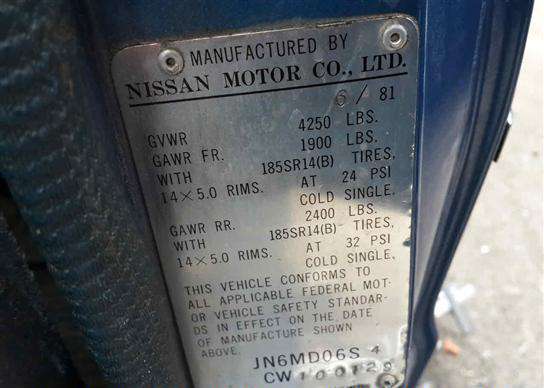 MANUFACTURED BY
NISSAN MOTOR CO., LTD.
6/81
GVWR 4250 LBS.
GAWR FR. 1900 LBS.
WITH 185SR14(B) TIRES,
14×5.0 RIMS. AT 24 PSI
COLD SINGLE.
GAWR RR. 2400 LBS.
WITH 185SR14(B) TIRES,
14×5.0 RIMS. AT 32 PSI
COLD SINGLE,
THIS VEHICLE CONFORMS TO
ALL APPLICABLE FEDERAL MOT-
OR VEHICLE SAFETY STANDAR-
DS IN EFFECT ON THE DATE
OF MANUFACTURE SHOWN
ABOVE.
JN6MD06S